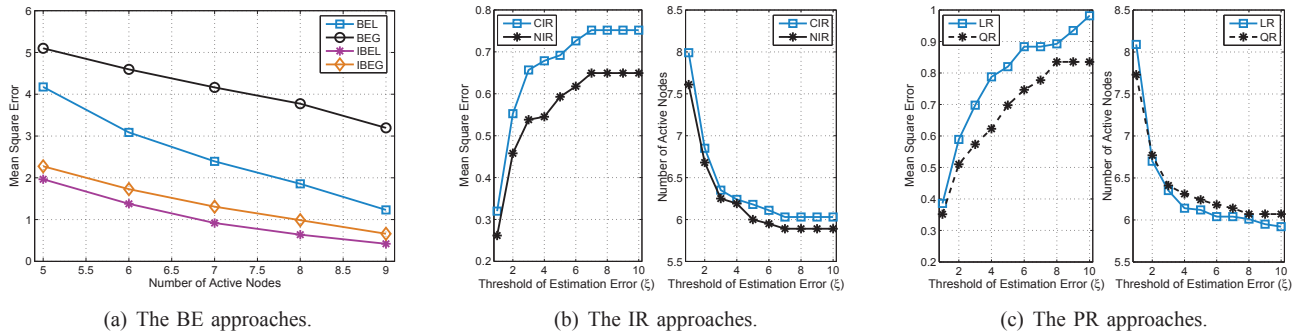 6
5
4
3
2
1
0
Mean Square Error
5 5.5 6 6.5 7 7.5 8 8.5 9
Number of Active Nodes
BEL
BEG
IBEL
IBEG
(a) The BE approaches.
0.8
0.7
0.6
0.5
0.4
0.3
0.2
Mean Square Error
2 4 6 8 10
Threshold of Estimation Error (ξ)
CIR
NIR
8.5
8
7.5
7
6.5
6
5.5
Number of Active Nodes
2 4 6 8 10
Threshold of Estimation Error (ξ)
CIR
NIR
(b) The IR approaches.
1
0.9
0.8
0.7
0.6
0.5
0.4
0.3
0.2
Mean Square Error
2 4 6 8 10
Threshold of Estimation Error (ξ)
LR
QR
8.5
8
7.5
7
6.5
6
5.5
Number of Active Nodes
2 4 6 8 10
Threshold of Estimation Error (ξ)
LR
QR
(c) The PR approaches.